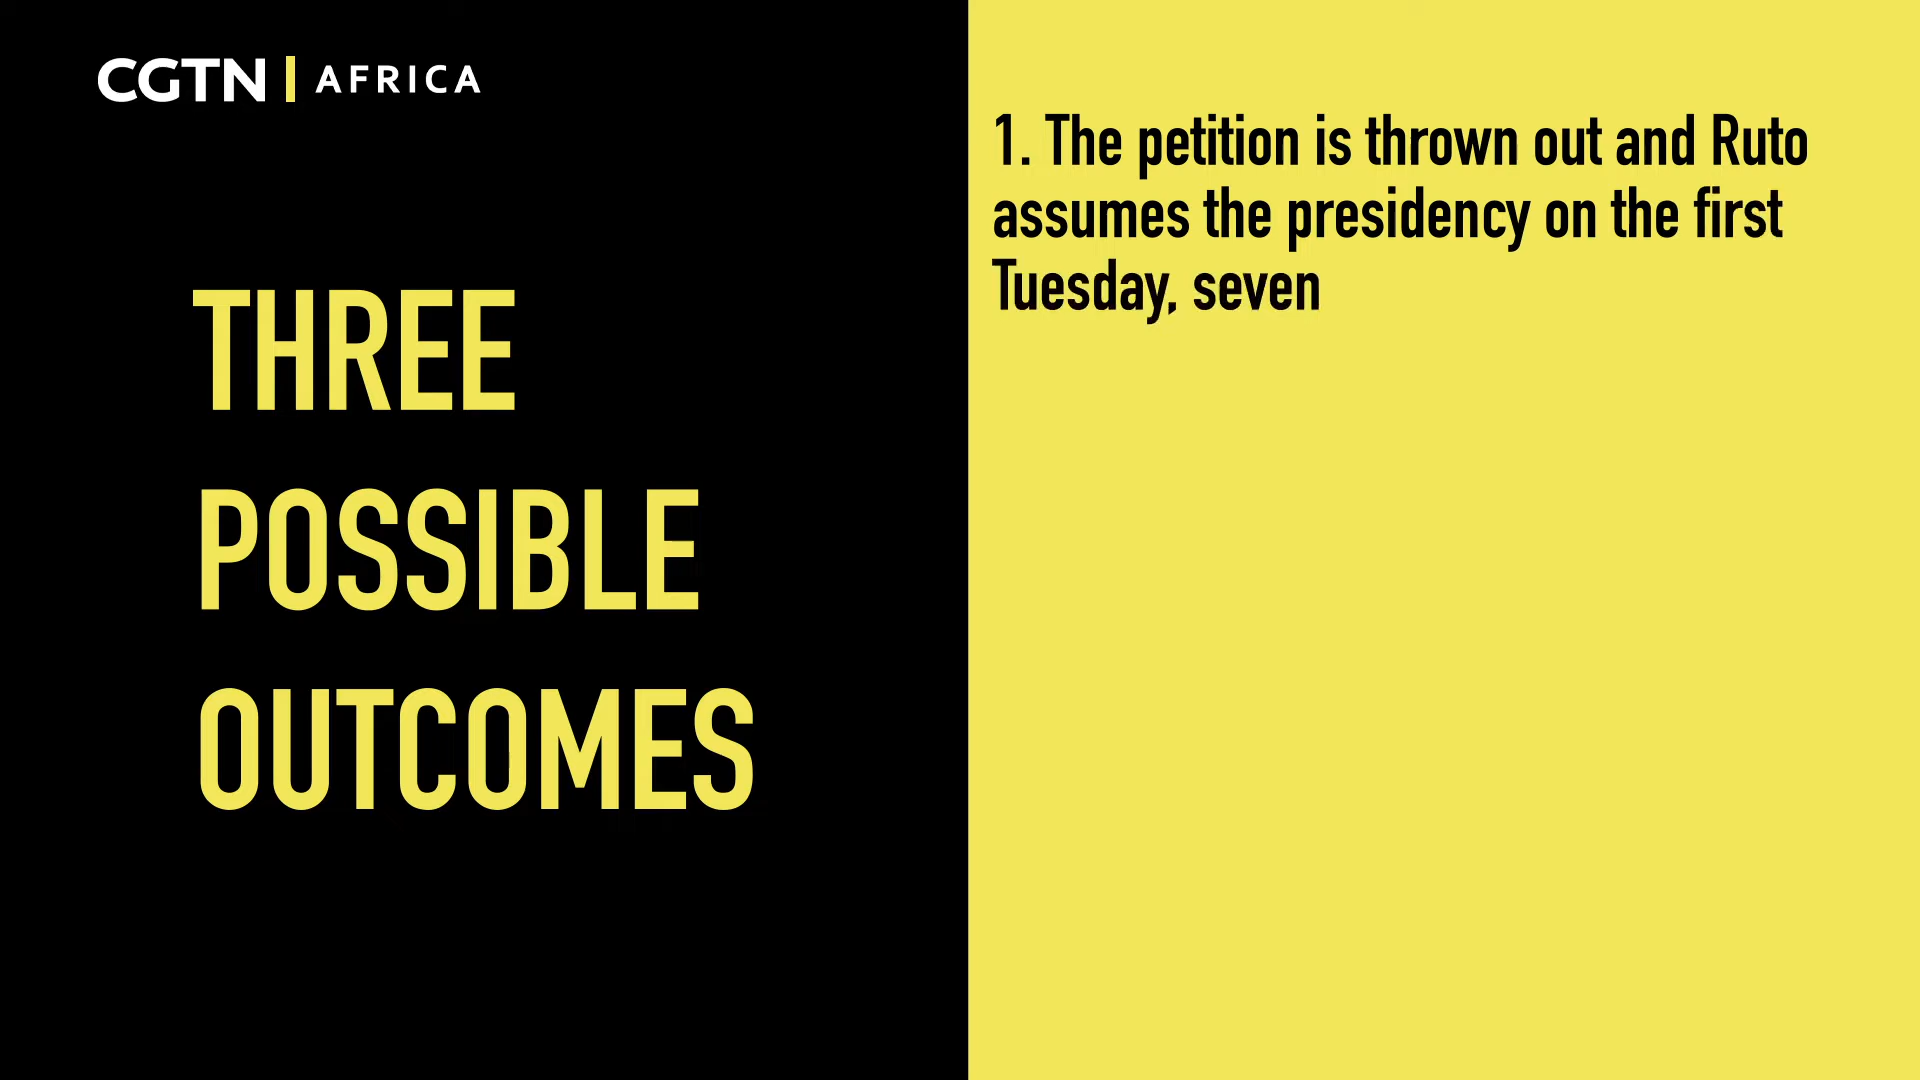 CGTN | AFRICA
THREE
POSSIBLE
OUTCOMES
1. The petition is thrown out and Ruto
assumes the presidency on the first
Tuesday, seven